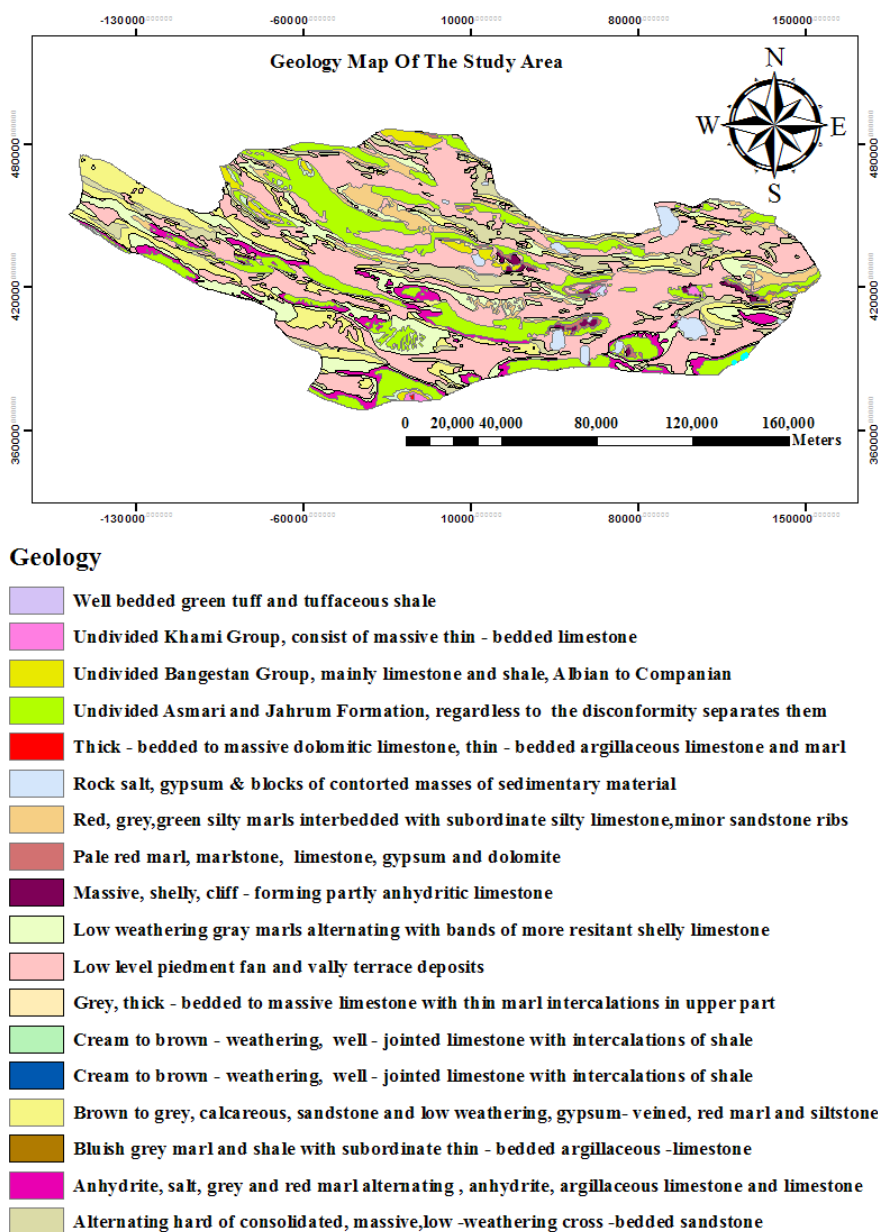 -130000 -60000 10000 80000 150000
Geology Map Of The Study Area
N
W E
S
480000 480000
420000 420000
360000 360000
0 20,000 40,000 80,000 120,000 160,000
Meters
-130000 -60000 10000 80000 150000
Geology
Well bedded green tuff and tuffaceous shale
Undivided Khami Group, consist of massive thin - bedded limestone
Undivided Bangestan Group, mainly limestone and shale, Albian to Companian
Undivided Asmari and Jahrum Formation, regardless to the disconformity separates them
Thick - bedded to massive dolomitic limestone, thin - bedded argillaceous limestone and marl
Rock salt, gypsum & blocks of contorted masses of sedimentary material
Red, grey,green silty marls interbedded with subordinate silty limestone,minor sandstone ribs
Pale red marl, marlstone, limestone, gypsum and dolomite
Massive, shelly, cliff - forming partly anhydritic limestone
Low weathering gray marls alternating with bands of more resitant shelly limestone
Low level piedment fan and vally terrace deposits
Grey, thick - bedded to massive limestone with thin marl intercalations in upper part
Cream to brown - weathering, well - jointed limestone with intercalations of shale
Cream to brown - weathering, well - jointed limestone with intercalations of shale
Brown to grey, calcareous, sandstone and low weathering, gypsum- veined, red marl and siltstone
Bluish grey marl and shale with subordinate thin - bedded argillaceous -limestone
Anhydrite, salt, grey and red marl alternating , anhydrite, argillaceous limestone and limestone
Alternating hard of consolidated, massive,low -weathering cross -bedded sandstone